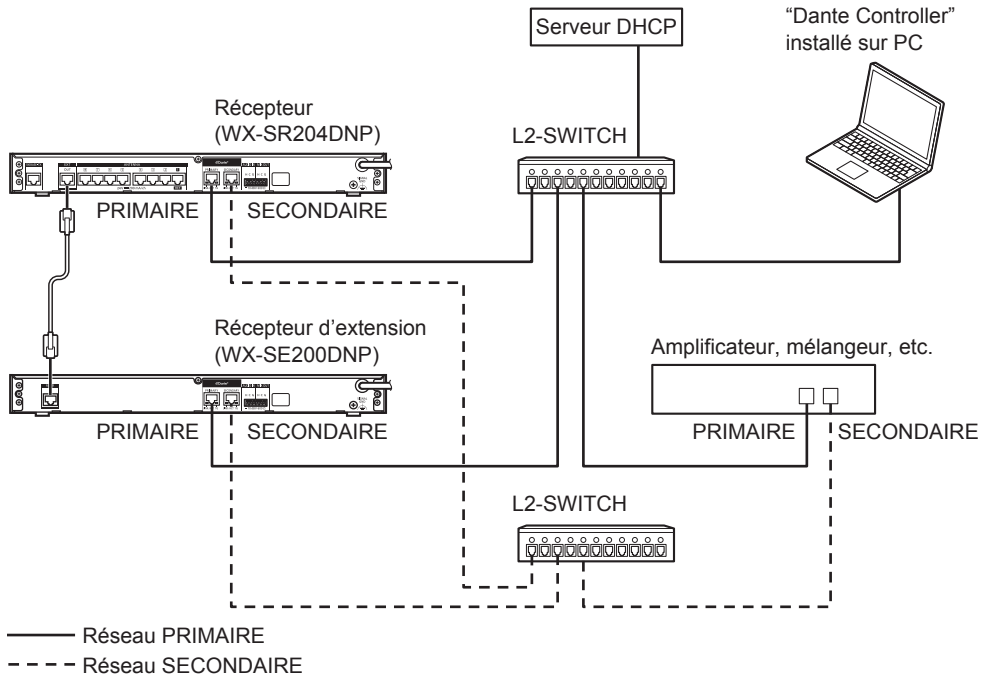 Serveur DHCP
“Dante Controller”
installé sur PC
Récepteur
(WX-SR204DNP)
L2-SWITCH
PRIMAIRE
SECONDAIRE
Récepteur d’extension
(WX-SE200DNP)
Amplificateur, mélangeur, etc.
PRIMAIRE
SECONDAIRE
PRIMAIRE
SECONDAIRE
L2-SWITCH
Réseau PRIMAIRE
Réseau SECONDAIRE